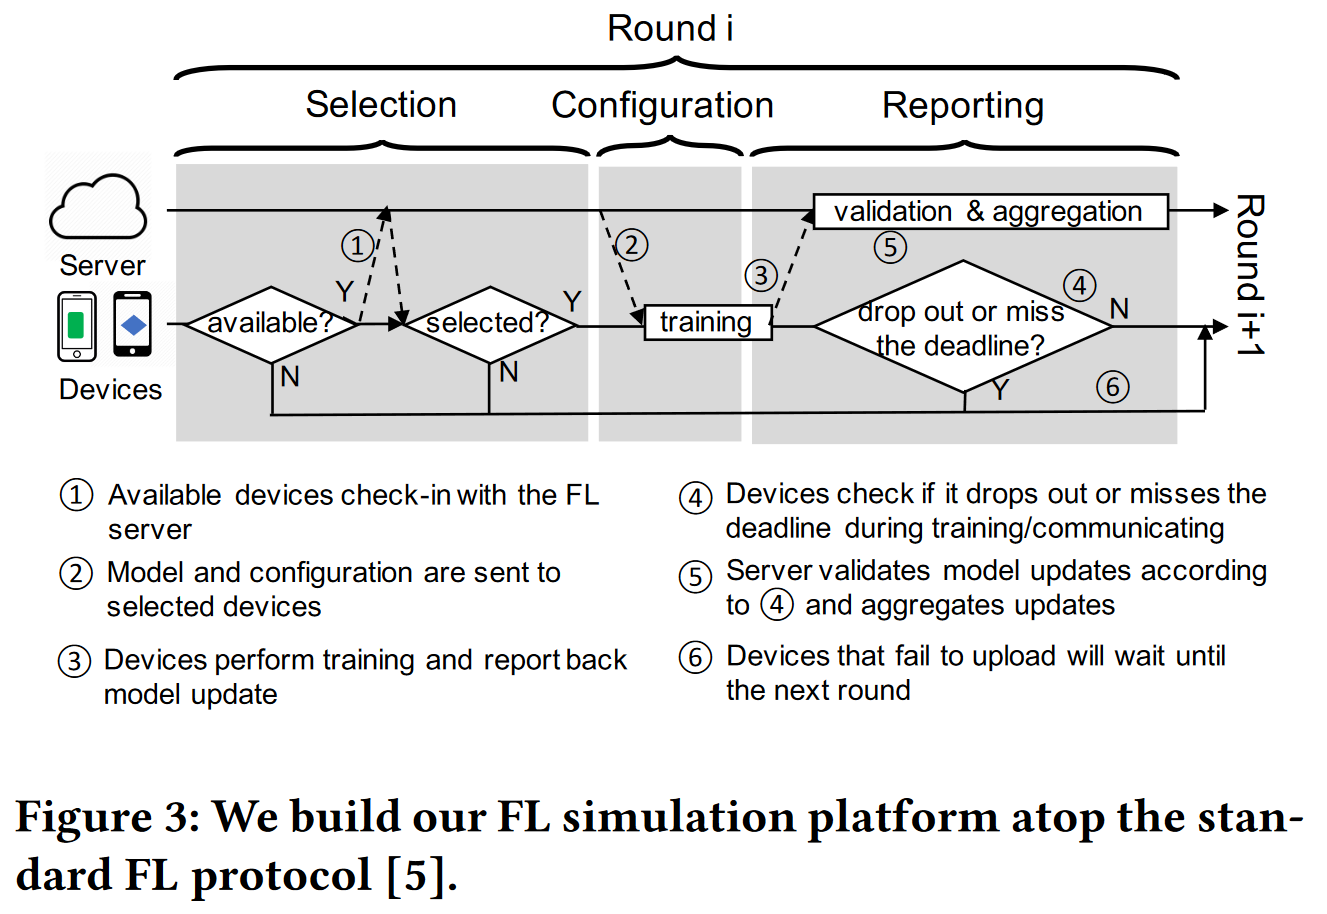 Round i
Selection
Configuration
Reporting
Server
Devices
①
available?
Y
N
selected?
Y
N
②
training
③
validation & aggregation
⑤
drop out or miss
the deadline?
④
N
Y
⑥
Round i+1
① Available devices check-in with the FL
server
② Model and configuration are sent to
selected devices
③ Devices perform training and report back
model update
④ Devices check if it drops out or misses the
deadline during training/communicating
⑤ Server validates model updates according
to ④ and aggregates updates
⑥ Devices that fail to upload will wait until
the next round
Figure 3: We build our FL simulation platform atop the stan-
dard FL protocol [5].